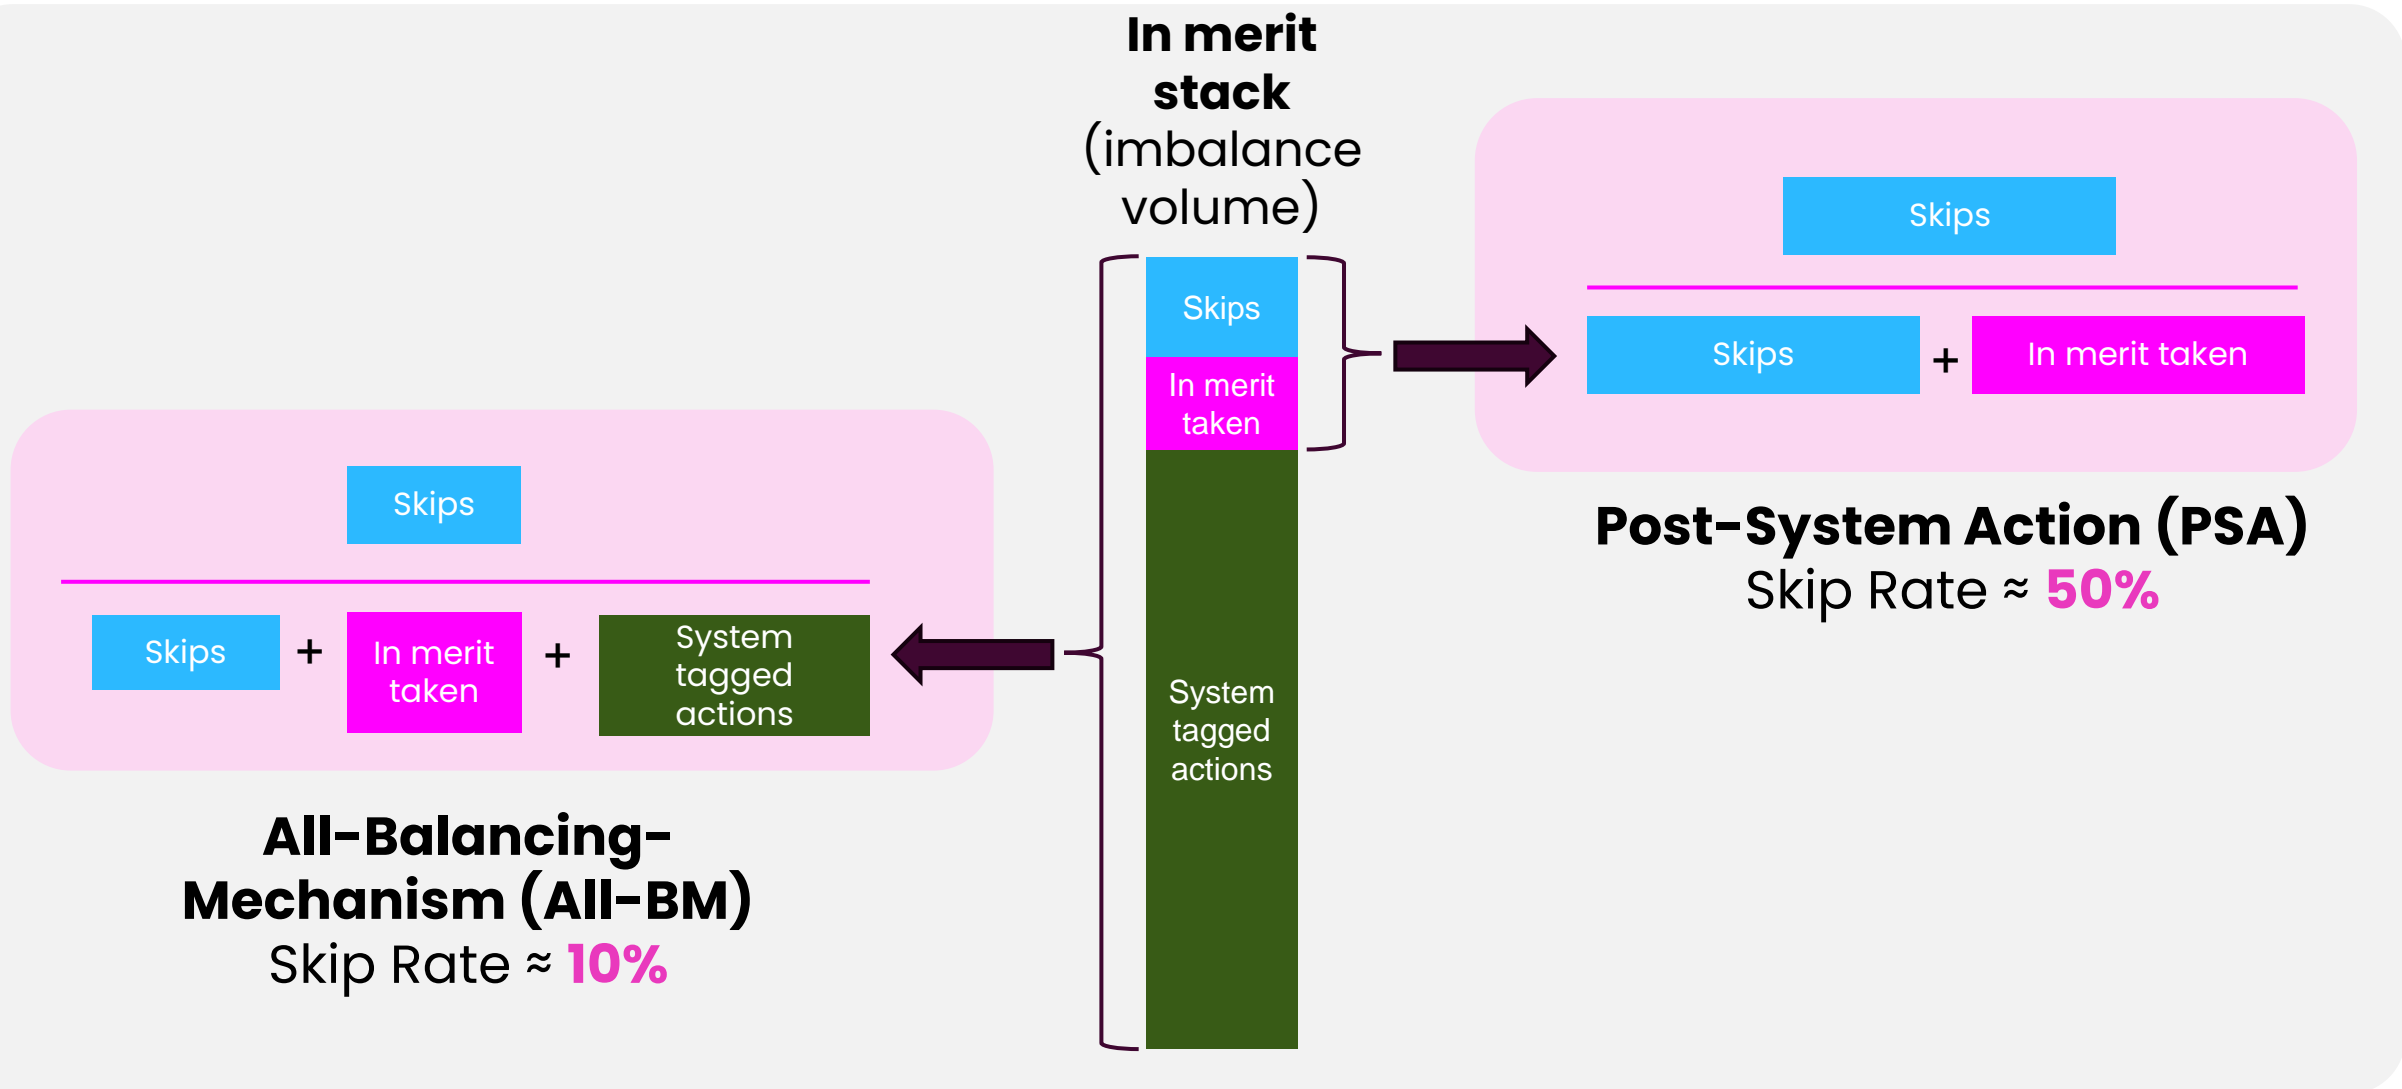 In merit
stack
(imbalance
volume)
Skips
In merit
taken
System
tagged
actions
Skips
Skips + In merit taken
Post-System Action (PSA)
Skip Rate ≈ 50%
Skips
Skips + In merit
taken
+ System
tagged
actions
All-Balancing-
Mechanism (All-BM)
Skip Rate ≈ 10%